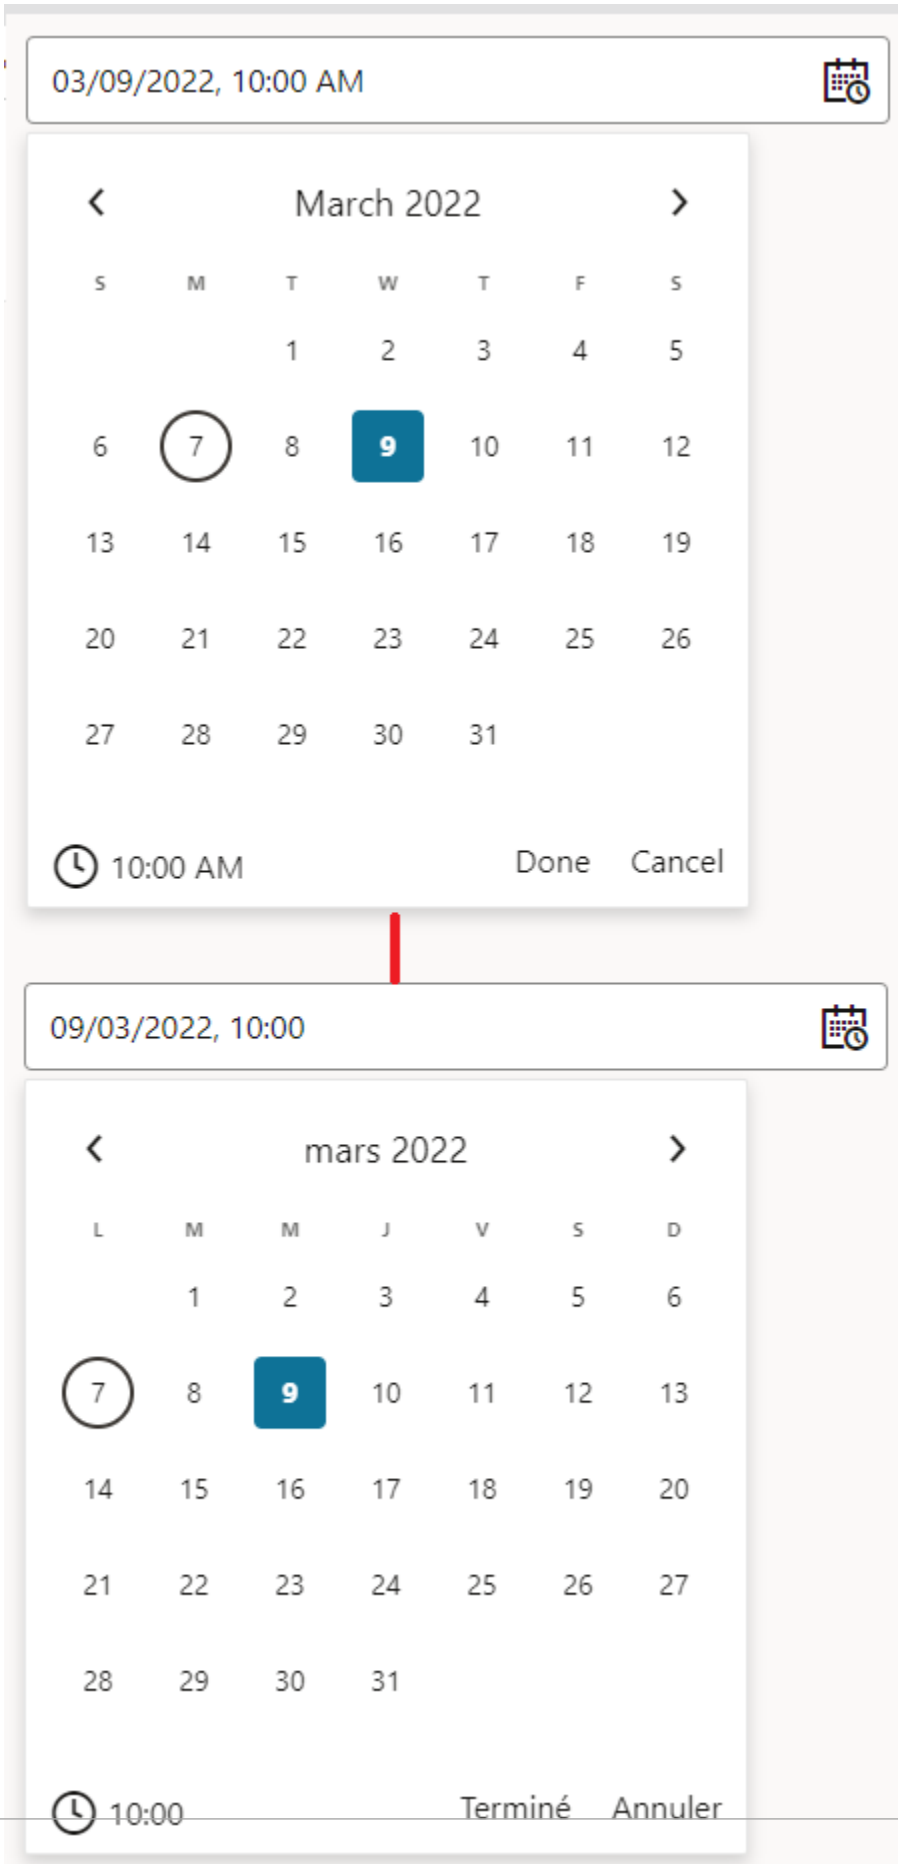 03/09/2022, 10:00 AM
March 2022
S M T W T F S
1 2 3 4 5
6 7 8 9 10 11 12
13 14 15 16 17 18 19
20 21 22 23 24 25 26
27 28 29 30 31
10:00 AM Done Cancel
09/03/2022, 10:00
mars 2022
L M M J V S D
1 2 3 4 5 6
7 8 9 10 11 12 13
14 15 16 17 18 19 20
21 22 23 24 25 26 27
28 29 30 31
10:00 Terminé Annuler